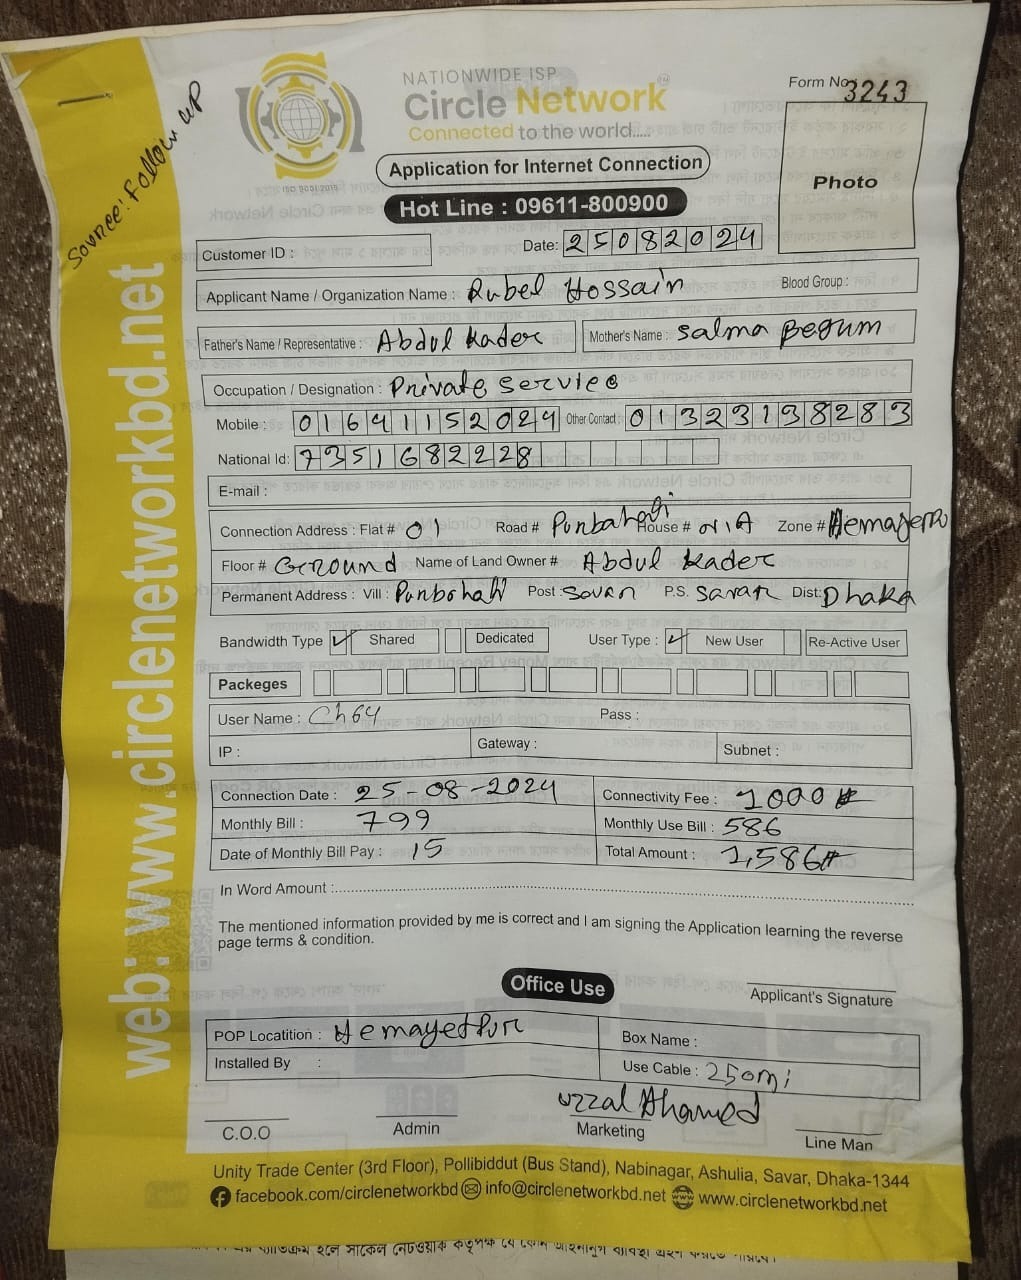 NATIONWIDE ISP
Circle Network
Connected to the world.....
ISO 9001:2015
Form No: 3243
Photo
Source: Follow up
Application for Internet Connection
Hot Line : 09611-800900
Customer ID :
Date: 25082024
Applicant Name / Organization Name : Rubel Hossain Blood Group :
Father's Name / Representative : Abdul Kader Mother's Name : Salma Begum
Occupation / Designation : Private Service
Mobile : 01641152024 Other Contact : 01323138283
National Id: 7351682228
E-mail :
Connection Address : Flat # 01 Road # Purbahati House # N/A Zone # Hemayetpur
Floor # Ground Name of Land Owner # Abdul Kader
Permanent Address : Vill : Purbahati Post : Savar P.S. Savar Dist: Dhaka
Bandwidth Type ✓ Shared Dedicated User Type : ✓ New User Re-Active User
Packeges
User Name : Ch64 Pass :
IP : Gateway : Subnet :
Connection Date : 25-08-2024 Connectivity Fee : 1000#
Monthly Bill : 799 Monthly Use Bill : 586
Date of Monthly Bill Pay : 15 Total Amount : 1,586#
In Word Amount :
The mentioned information provided by me is correct and I am signing the Application learning the reverse
page terms & condition.
Office Use
Applicant's Signature
POP Locatition : Hemayetpur Box Name :
Installed By : Use Cable : 250mi
Uzzal Ahamed
C.O.O Admin Marketing Line Man
Unity Trade Center (3rd Floor), Pollibiddut (Bus Stand), Nabinagar, Ashulia, Savar, Dhaka-1344
facebook.com/circlenetworkbd info@circlenetworkbd.net www.circlenetworkbd.net
web: www.circlenetworkbd.net